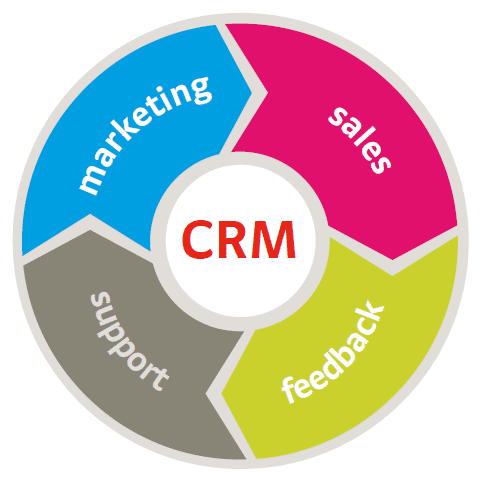 marketing
sales
CRM
support
feedback